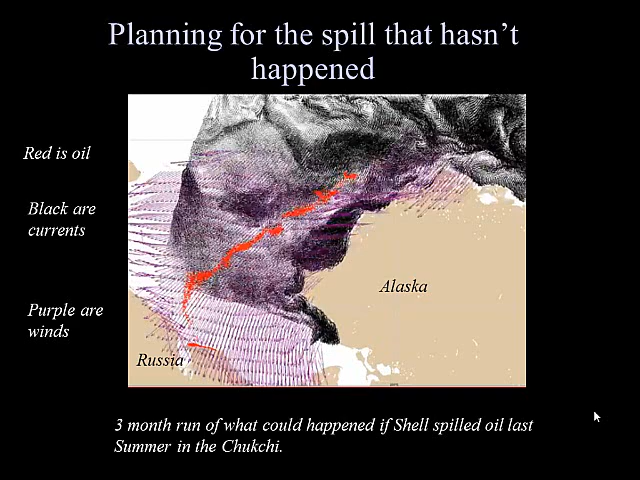 Planning for the spill that hasn’t
happened
Red is oil
Black are
currents
Purple are
winds
Alaska
Russia
3 month run of what could happened if Shell spilled oil last
Summer in the Chukchi.